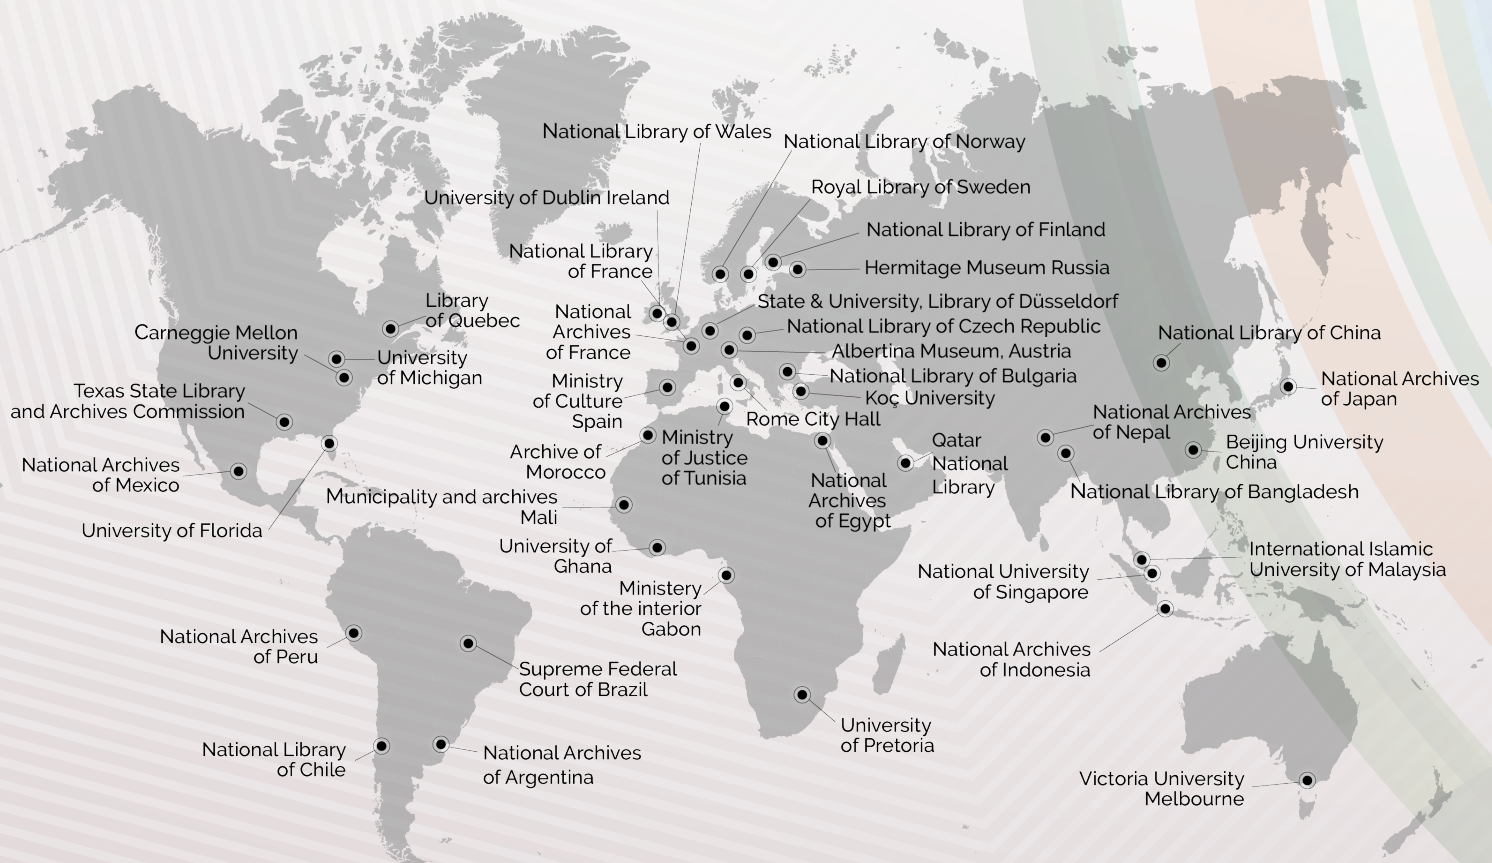 National Library of Wales
National Library of Norway
Royal Library of Sweden
University of Dublin Ireland
National Library of Finland
National Library
of France
Hermitage Museum Russia
Library
of Quebec
National
Archives
of France
State & University, Library of Düsseldorf
National Library of Czech Republic
Albertina Museum, Austria
National Library of Bulgaria
Koç University
Carneggie Mellon
University
University
of Michigan
Ministry
of Culture
Spain
Rome City Hall
Texas State Library
and Archives Commission
National Library of China
National Archives
of Japan
National Archives
of Nepal
Beijing University
China
Archive of
Morocco
Ministry
of Justice
of Tunisia
Qatar
National
Library
National Archives
of Mexico
National
Archives
of Egypt
National Library of Bangladesh
Municipality and archives
Mali
University of Florida
University of
Ghana
International Islamic
University of Malaysia
National University
of Singapore
Ministery
of the interior
Gabon
National Archives
of Peru
National Archives
of Indonesia
Supreme Federal
Court of Brazil
University
of Pretoria
National Library
of Chile
National Archives
of Argentina
Victoria University
Melbourne